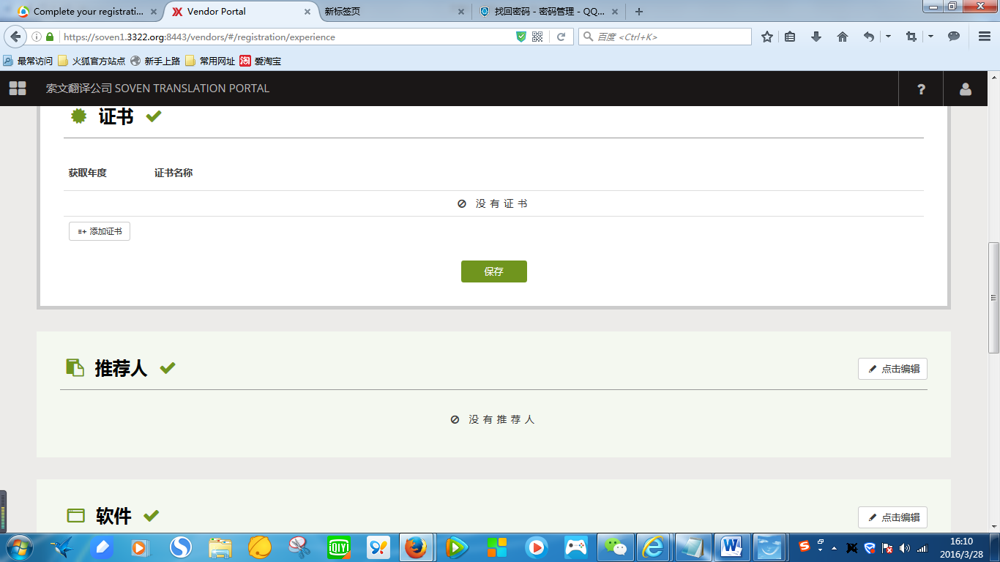 Complete your registrati...
Vendor Portal
新标签页
找回密码 - 密码管理 - QQ...
https://soven1.3322.org:8443/vendors/#/registration/experience
百度 <Ctrl+K>
最常访问 火狐官方站点 新手上路 常用网址 淘 爱淘宝
索文翻译公司 SOVEN TRANSLATION PORTAL
?
证书
获取年度 证书名称
没有证书
添加证书
保存
推荐人
点击编辑
没有推荐人
软件
点击编辑
iQIYI
16:10
2016/3/28